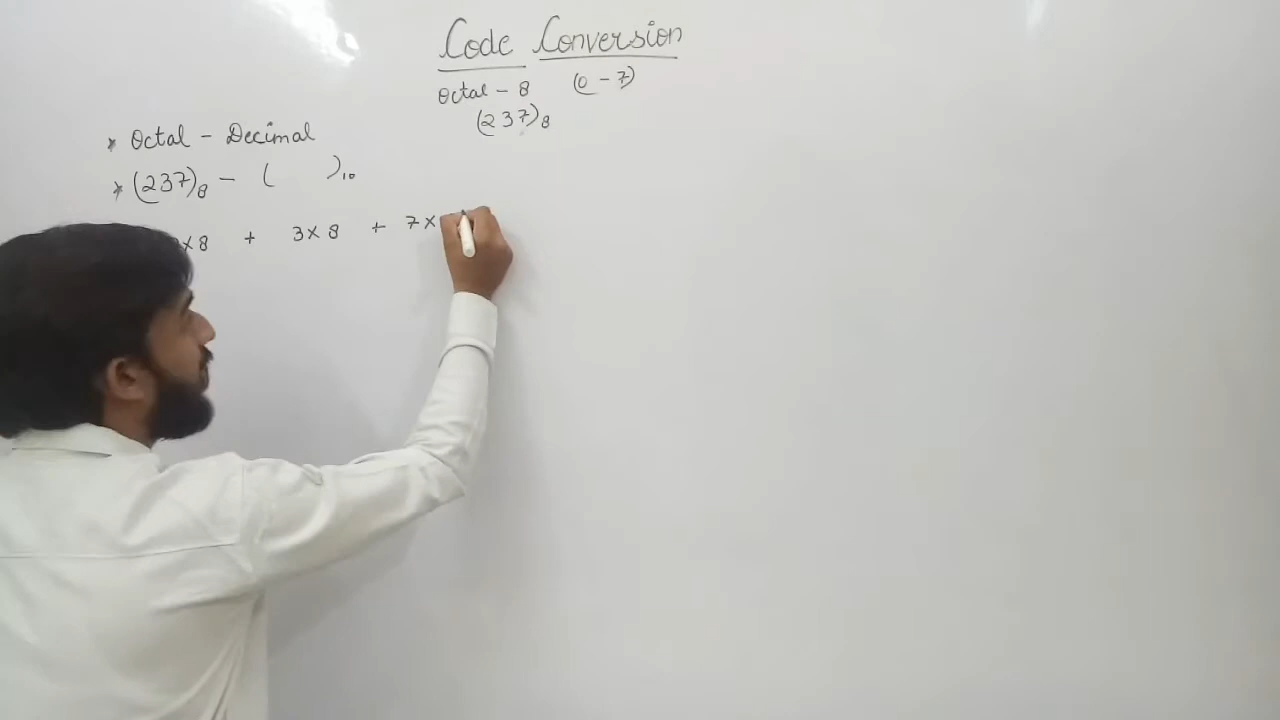 Code Conversion
Octal - 8 (0 - 7)
(237)8
* Octal - Decimal
* (237)8 - ( )10
×8 + 3×8 + 7×